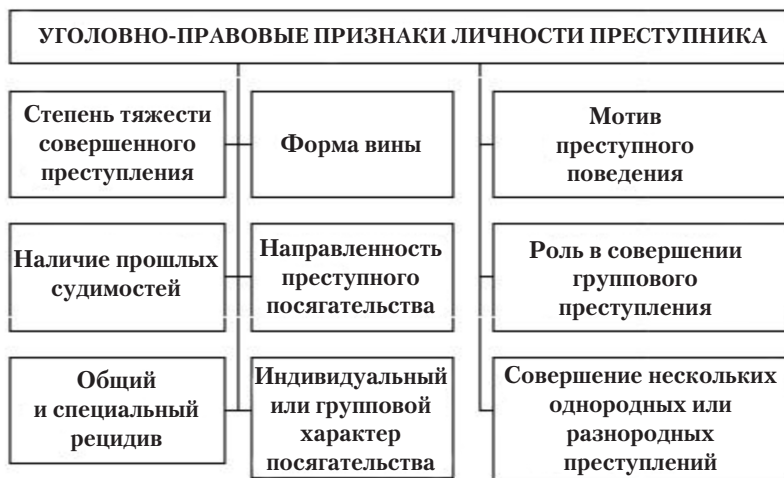 УГОЛОВНО-ПРАВОВЫЕ ПРИЗНАКИ ЛИЧНОСТИ ПРЕСТУПНИКА
Степень тяжести
совершенного
преступления
Форма вины
Мотив
преступного
поведения
Наличие прошлых
судимостей
Направленность
преступного
посягательства
Роль в совершении
группового
преступления
Общий
и специальный
рецидив
Индивидуальный
или групповой
характер
посягательства
Совершение нескольких
однородных или
разнородных
преступлений